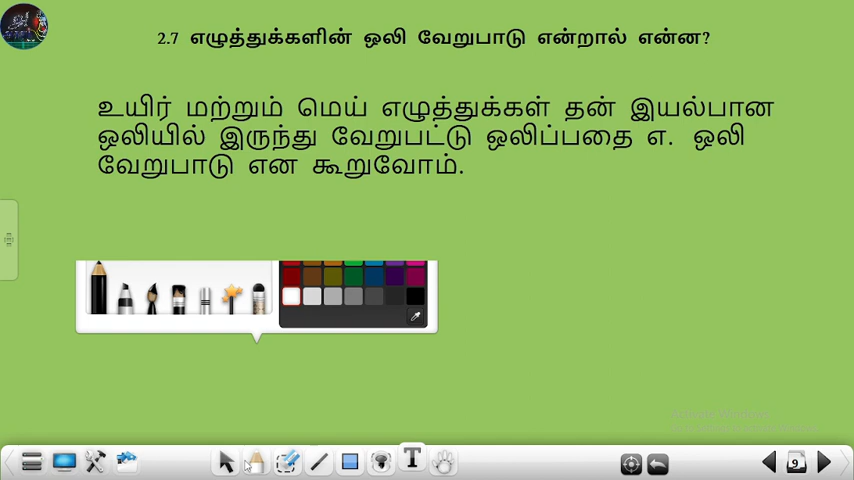 2.7 எழுத்துக்களின் ஒலி வேறுபாடு என்றால் என்ன?
உயிர் மற்றும் மெய் எழுத்துக்கள் தன் இயல்பான
ஒலியில் இருந்து வேறுபட்டு ஒலிப்பதை எ. ஒலி
வேறுபாடு என கூறுவோம்.
T
9